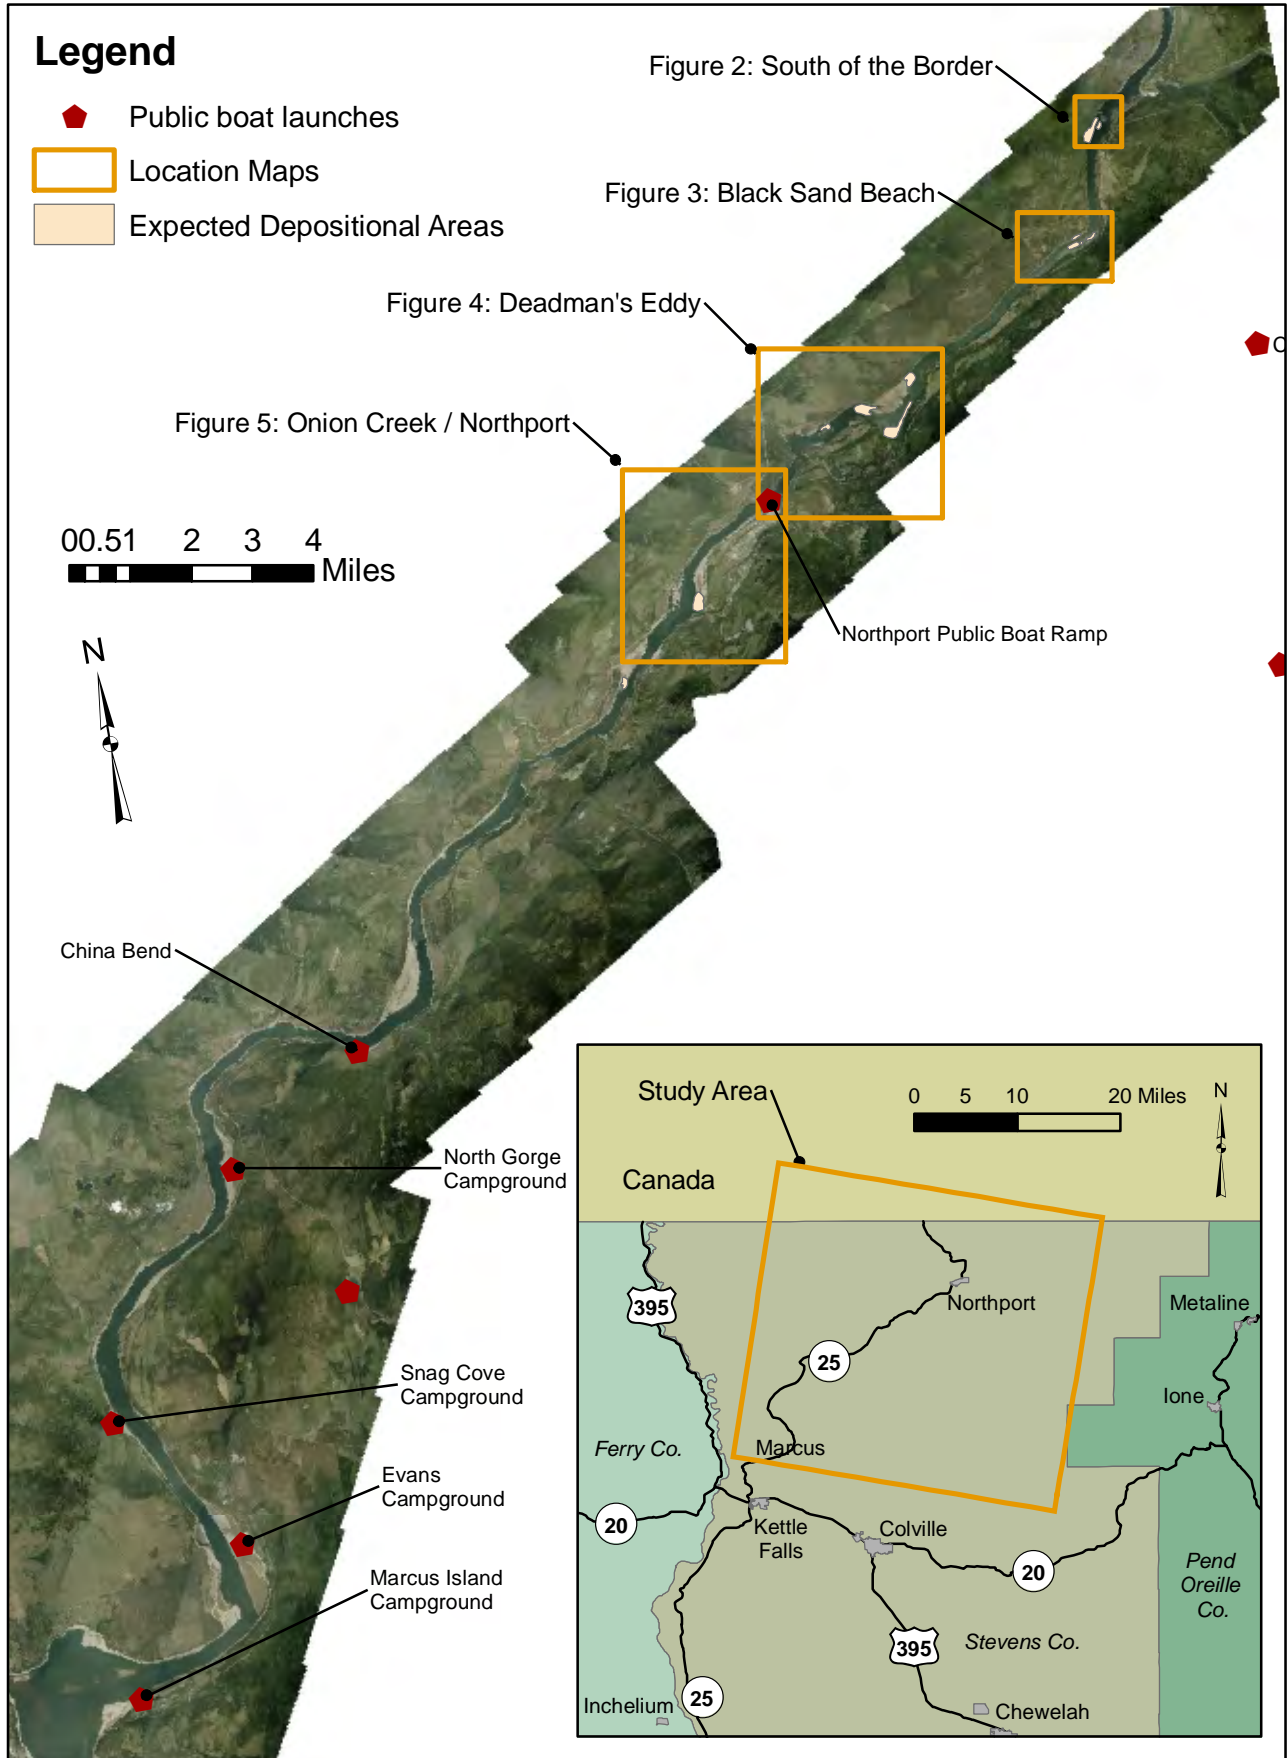 Legend
Public boat launches
Location Maps
Expected Depositional Areas
Figure 2: South of the Border
Figure 3: Black Sand Beach
Figure 4: Deadman's Eddy
Figure 5: Onion Creek / Northport
00.51 2 3 4
Miles
N
Northport Public Boat Ramp
China Bend
North Gorge
Campground
Snag Cove
Campground
Evans
Campground
Marcus Island
Campground
Study Area
0 5 10 20 Miles
N
Canada
395
Northport
Metaline
25
Ione
Ferry Co.
Marcus
20
Kettle
Falls
Colville
20
Pend
Oreille
Co.
395
Stevens Co.
25
Inchelium
Chewelah